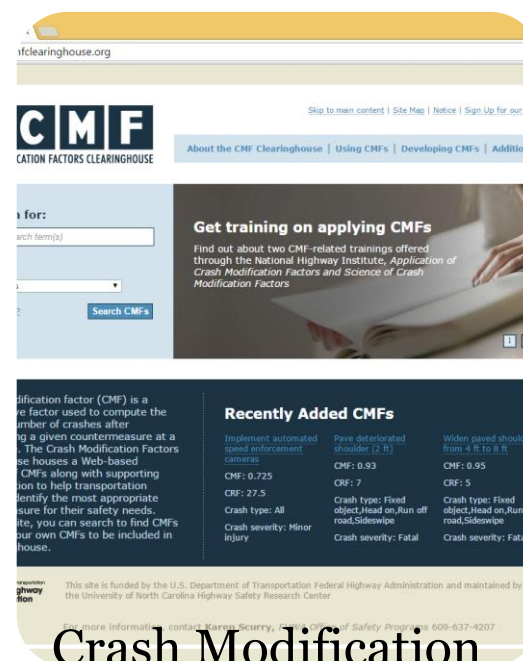 nfclearinghouse.org
Skip to main content | Site Map | Notice | Sign Up for our
CMF
CATION FACTORS CLEARINGHOUSE
About the CMF Clearinghouse | Using CMFs | Developing CMFs | Additio
for:
arch term(s)
Search CMFs
Get training on applying CMFs
Find out about two CMF-related trainings offered
through the National Highway Institute, Application of
Crash Modification Factors and Science of Crash
Modification Factors
1
dification factor (CMF) is a
ve factor used to compute the
umber of crashes after
ng a given countermeasure at a
. The Crash Modification Factors
se houses a Web-based
CMFs along with supporting
ion to help transportation
dentify the most appropriate
sure for their safety needs.
ite, you can search to find CMFs
our own CMFs to be included in
house.
Recently Added CMFs
Implement automated
speed enforcement
cameras
CMF: 0.725
CRF: 27.5
Crash type: All
Crash severity: Minor
injury
Pave deteriorated
shoulder (2 ft)
CMF: 0.93
CRF: 7
Crash type: Fixed
object,Head on,Run off
road,Sideswipe
Crash severity: Fatal
Widen paved should
from 4 ft to 8 ft
CMF: 0.95
CRF: 5
Crash type: Fixed
object,Head on,Run
road,Sideswipe
Crash severity: Fata
This site is funded by the U.S. Department of Transportation Federal Highway Administration and maintained by
the University of North Carolina Highway Safety Research Center
For more information, contact Karen Scurry, FHWA Office of Safety Programs 609-637-4207
Crash Modification